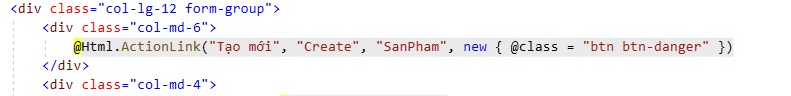 <div class="col-lg-12 form-group">
<div class="col-md-6">
@Html.ActionLink("Tạo mới", "Create", "SanPham", new { @class = "btn btn-danger" })
</div>
<div class="col-md-4">